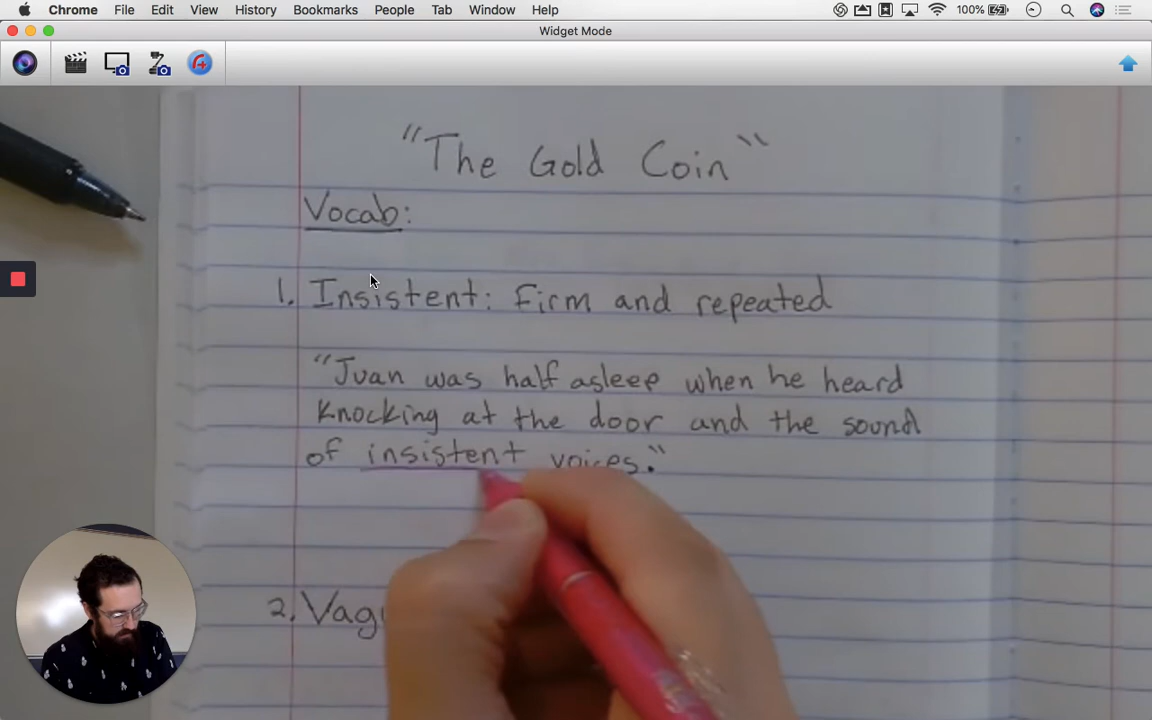 Chrome File Edit View History Bookmarks People Tab Window Help 100%
Widget Mode
"The Gold Coin"
Vocab:
1. Insistent: Firm and repeated
"Juan was half asleep when he heard
knocking at the door and the sound
of insistent voices."
2.